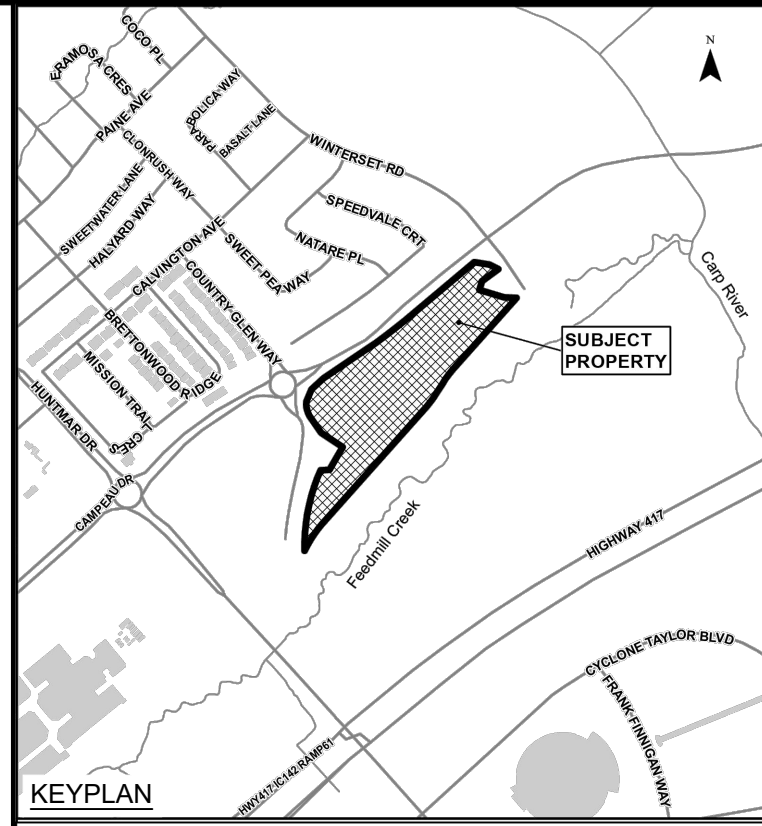 COCO PL
ERAMOSA CRES
PAINE AVE
PARABOLICA WAY
BASALT LANE
CLONRUSH WAY
WINTERSET RD
SWEETWATER LANE
HALYARD WAY
SPEEDVALE CRT
NATARE PL
SWEET PEA WAY
CALVINGTON AVE
COUNTRY GLEN WAY
BRETTONWOOD RIDGE
MISSION TRAIL CRES
HUNTMAR DR
CAMPEAU DR
N
Carp River
SUBJECT
PROPERTY
Feedmill Creek
HIGHWAY 417
CYCLONE TAYLOR BLVD
FRANK FINNIGAN WAY
HWY417 IC142 RAMP61
KEYPLAN